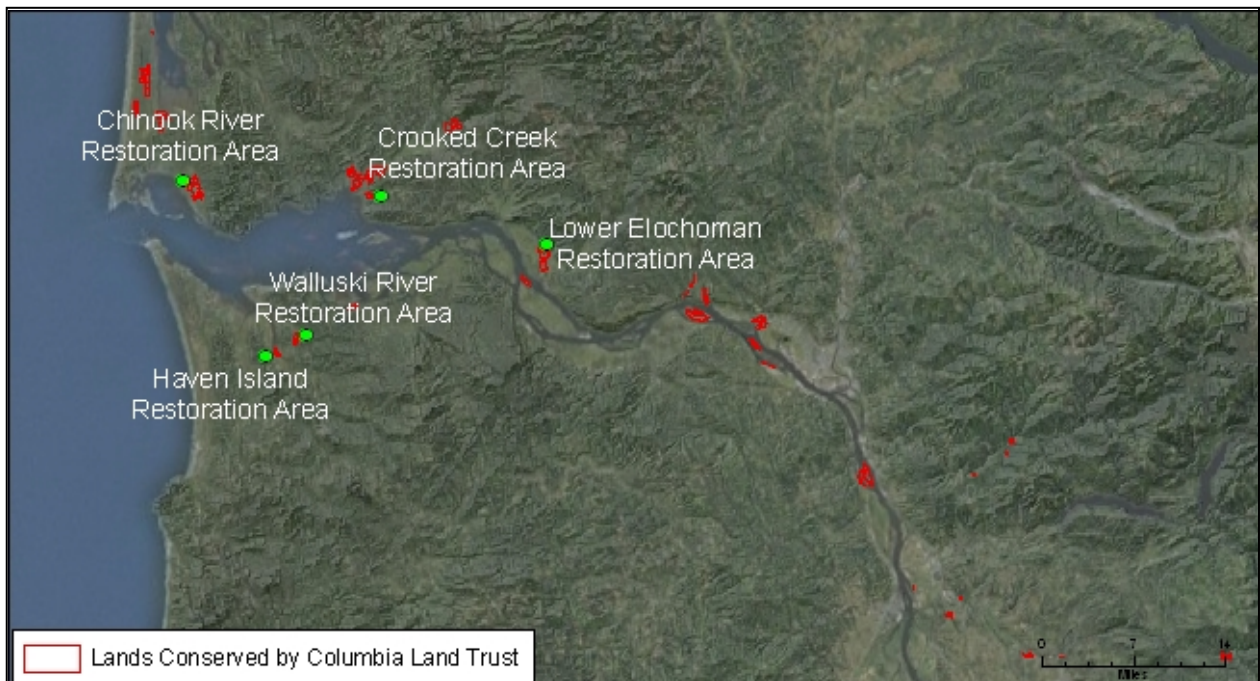 Chinook River
Restoration Area
Crooked Creek
Restoration Area
Lower Elochoman
Restoration Area
Walluski River
Restoration Area
Haven Island
Restoration Area
Lands Conserved by Columbia Land Trust
0 7 14
Miles